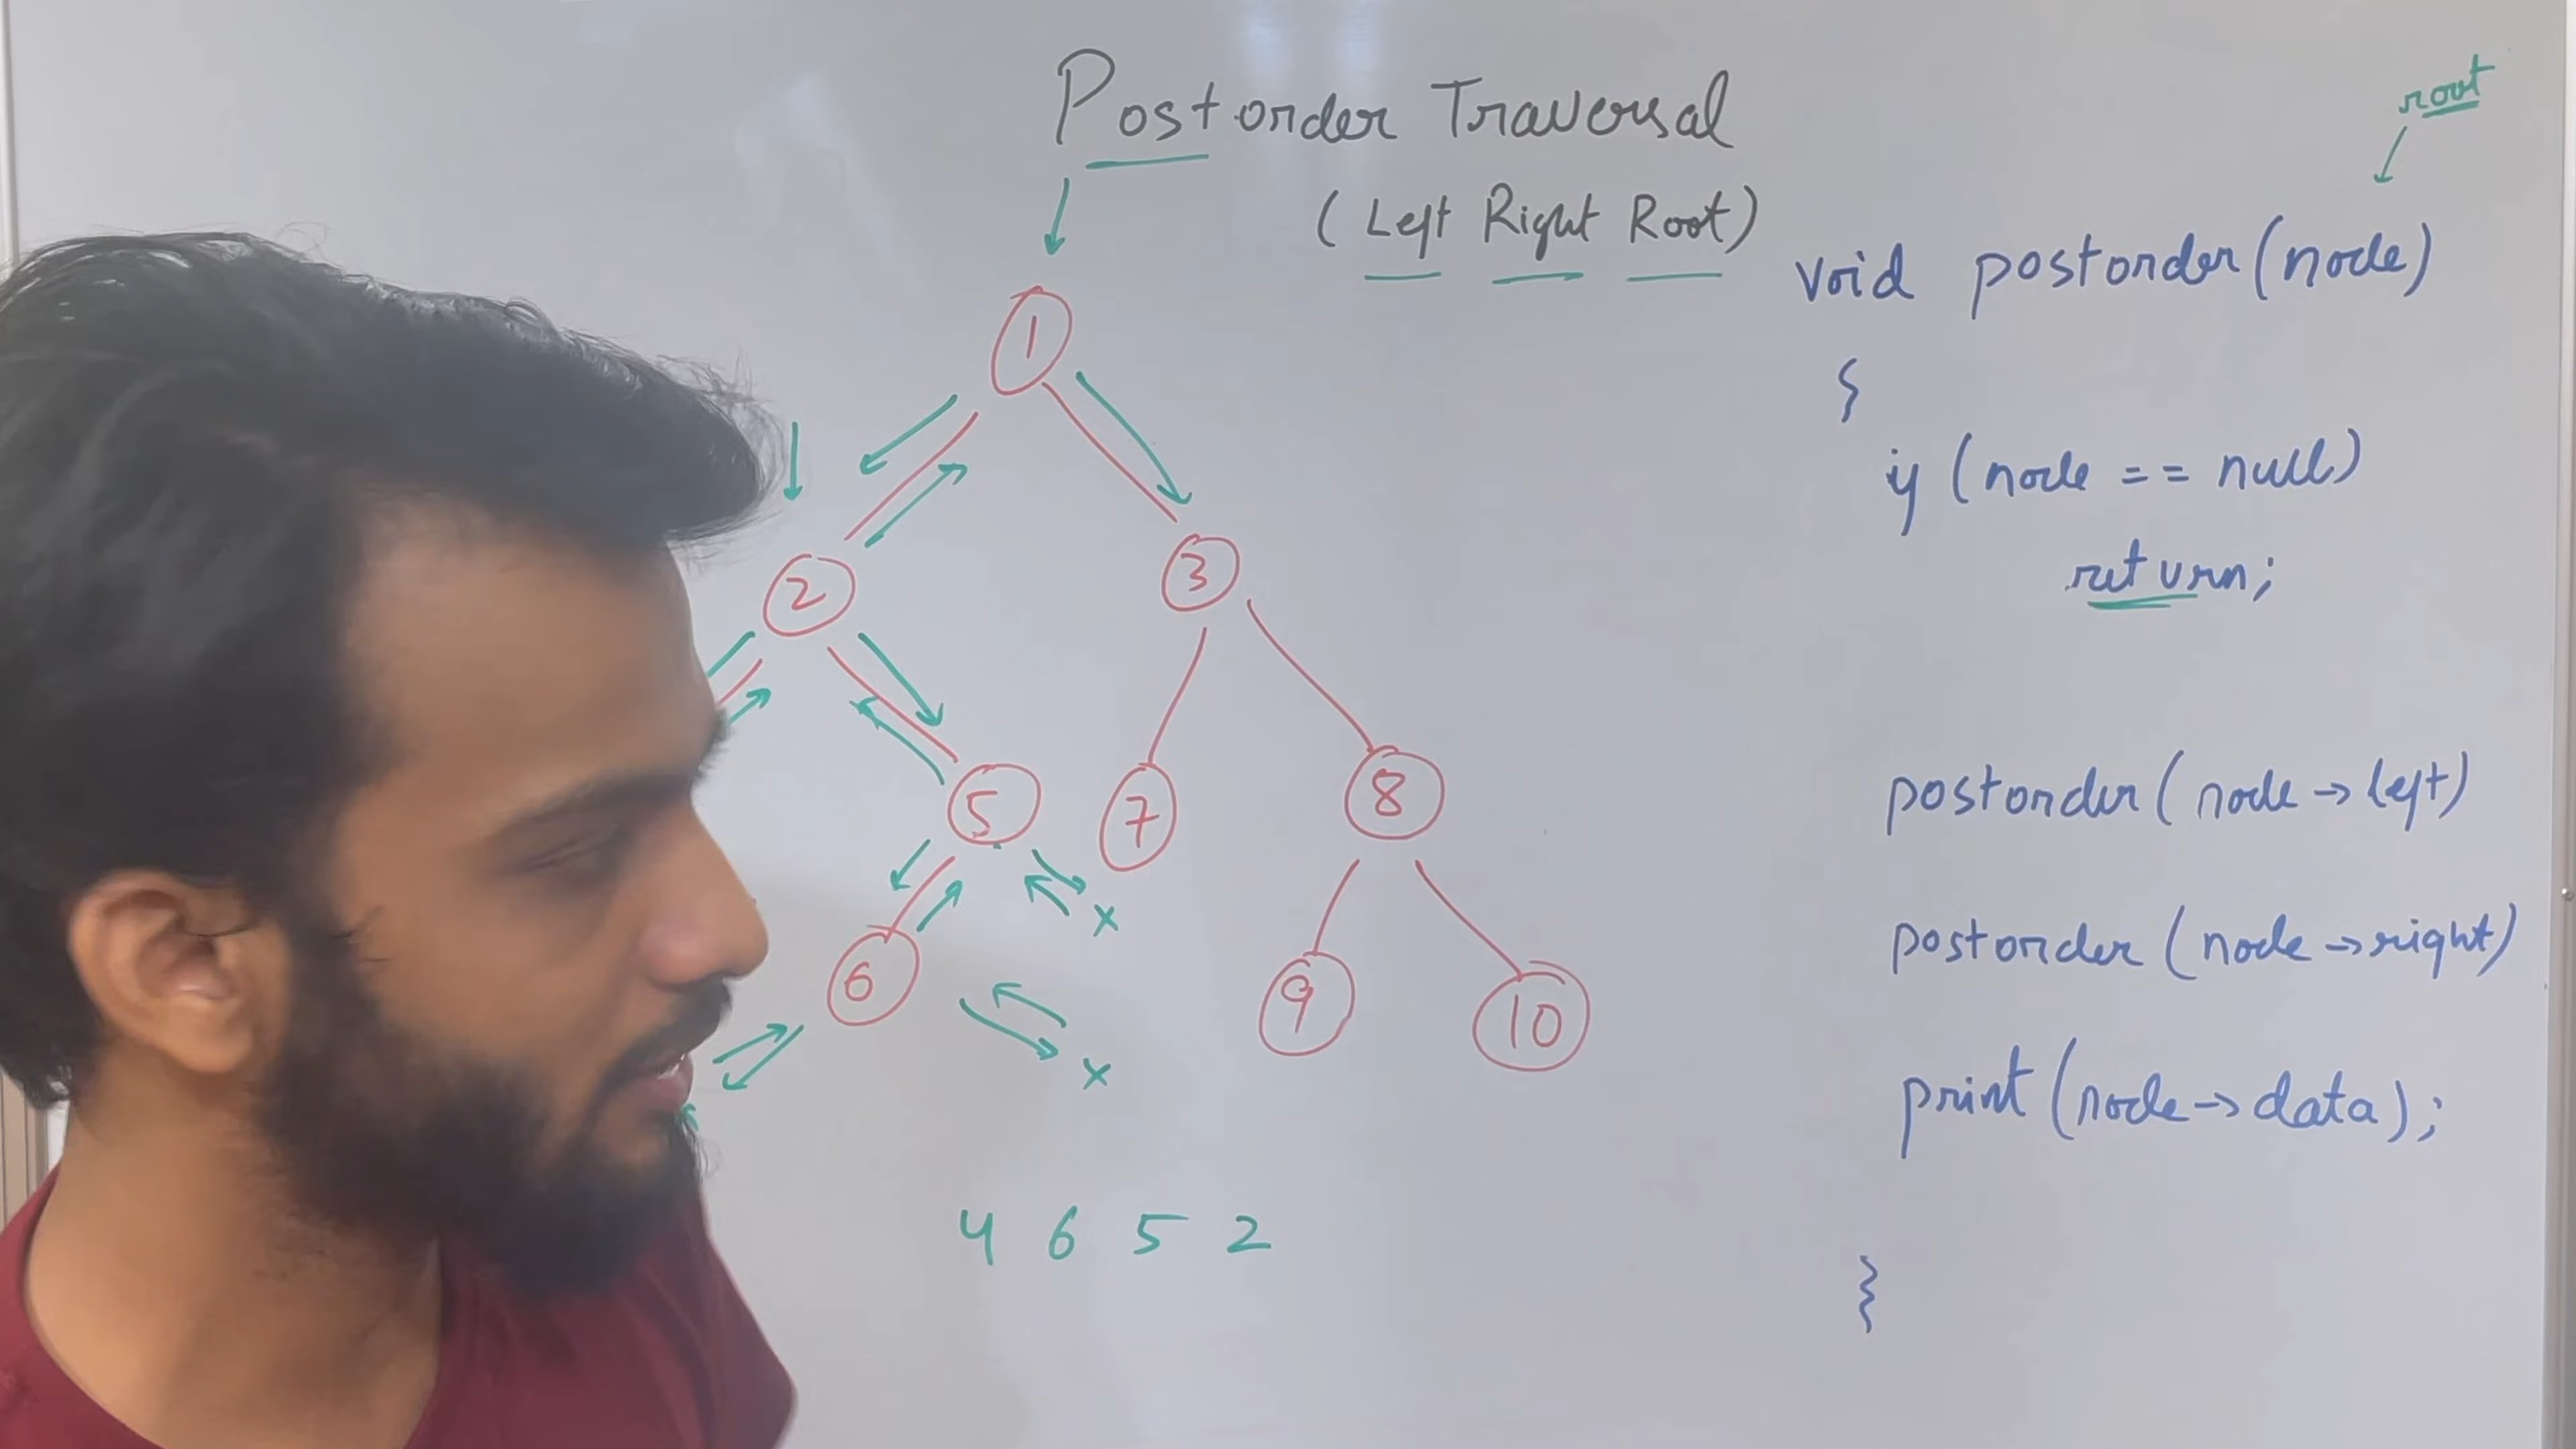 Postorder Traversal
(Left Right Root)
root
void postorder(node)
{
if (node == null)
return;
postorder(node → left)
postorder(node → right)
print(node → data);
}
1
2 3
5 7 8
6 9 10
x
x
4 6 5 2